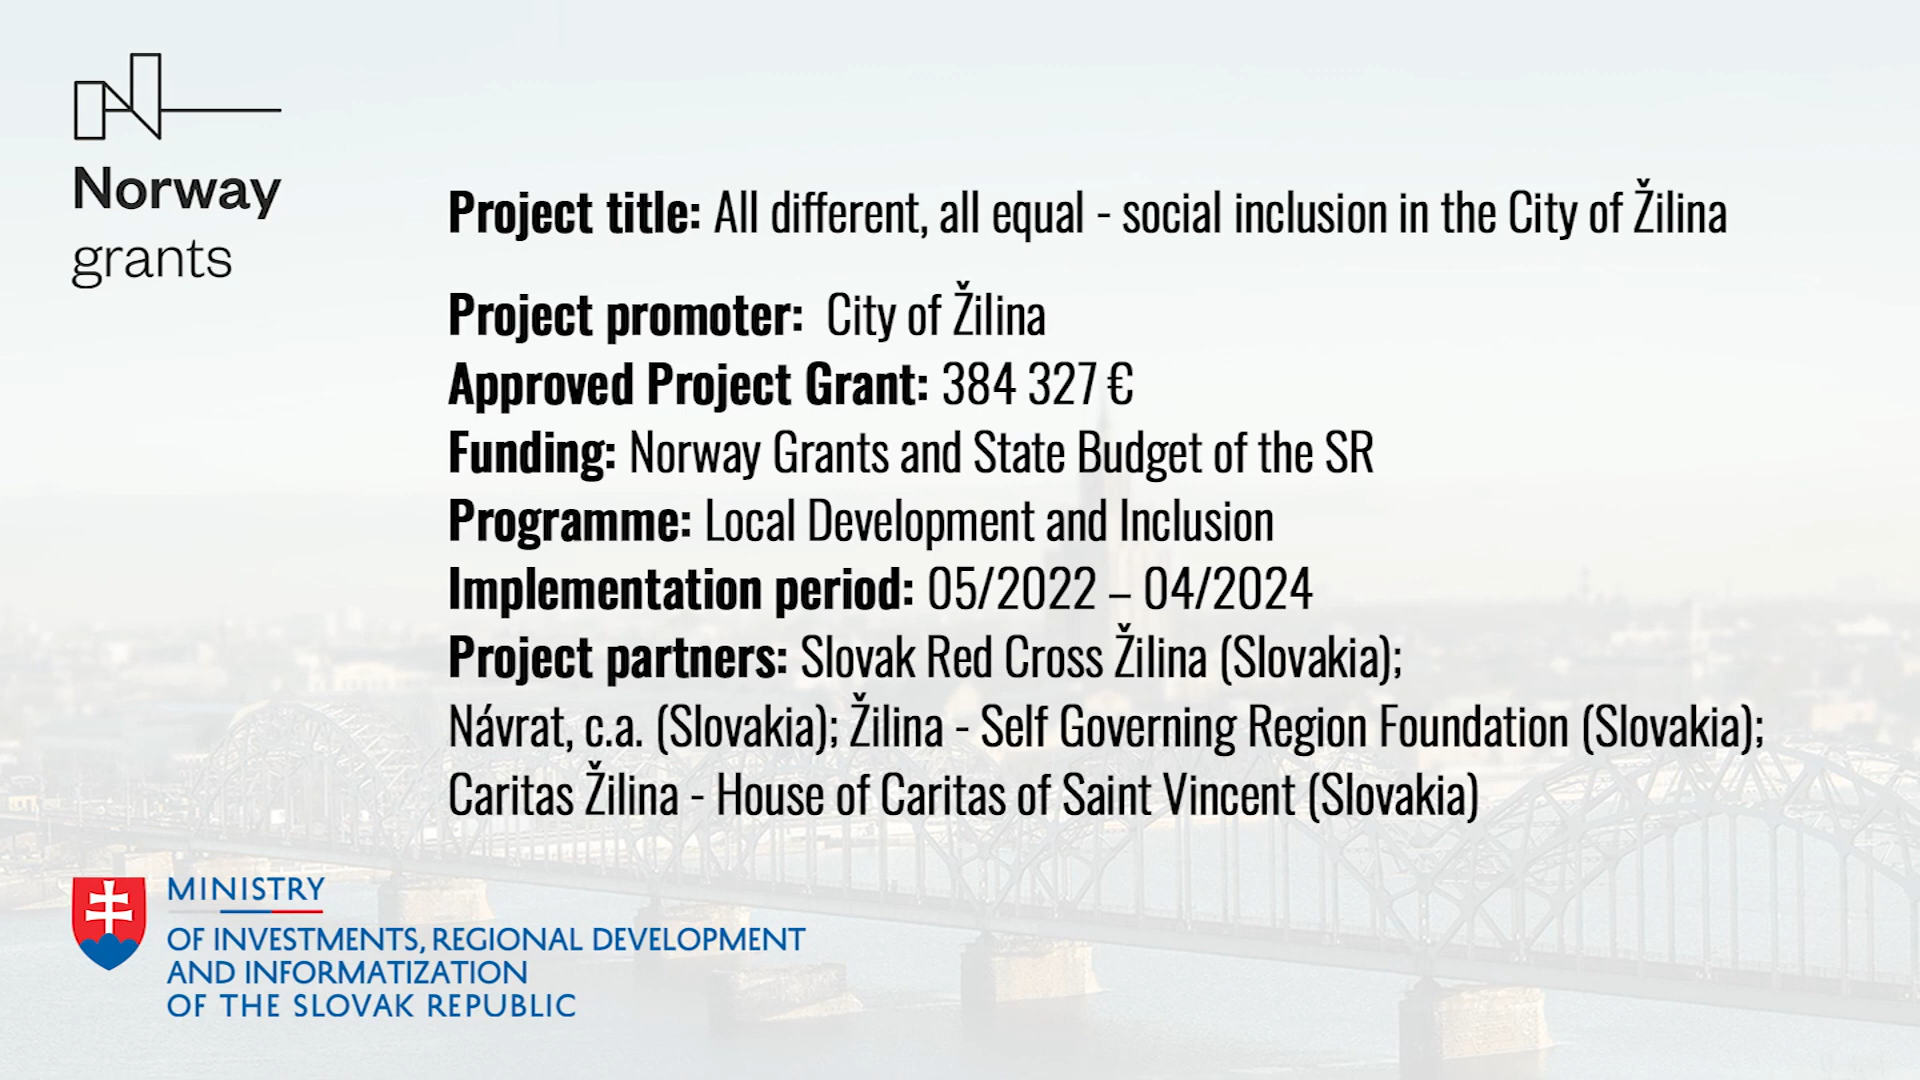 Norway
grants
Project title: All different, all equal - social inclusion in the City of Žilina
Project promoter: City of Žilina
Approved Project Grant: 384 327 €
Funding: Norway Grants and State Budget of the SR
Programme: Local Development and Inclusion
Implementation period: 05/2022 – 04/2024
Project partners: Slovak Red Cross Žilina (Slovakia);
Návrat, c.a. (Slovakia); Žilina - Self Governing Region Foundation (Slovakia);
Caritas Žilina - House of Caritas of Saint Vincent (Slovakia)
MINISTRY
OF INVESTMENTS, REGIONAL DEVELOPMENT
AND INFORMATIZATION
OF THE SLOVAK REPUBLIC